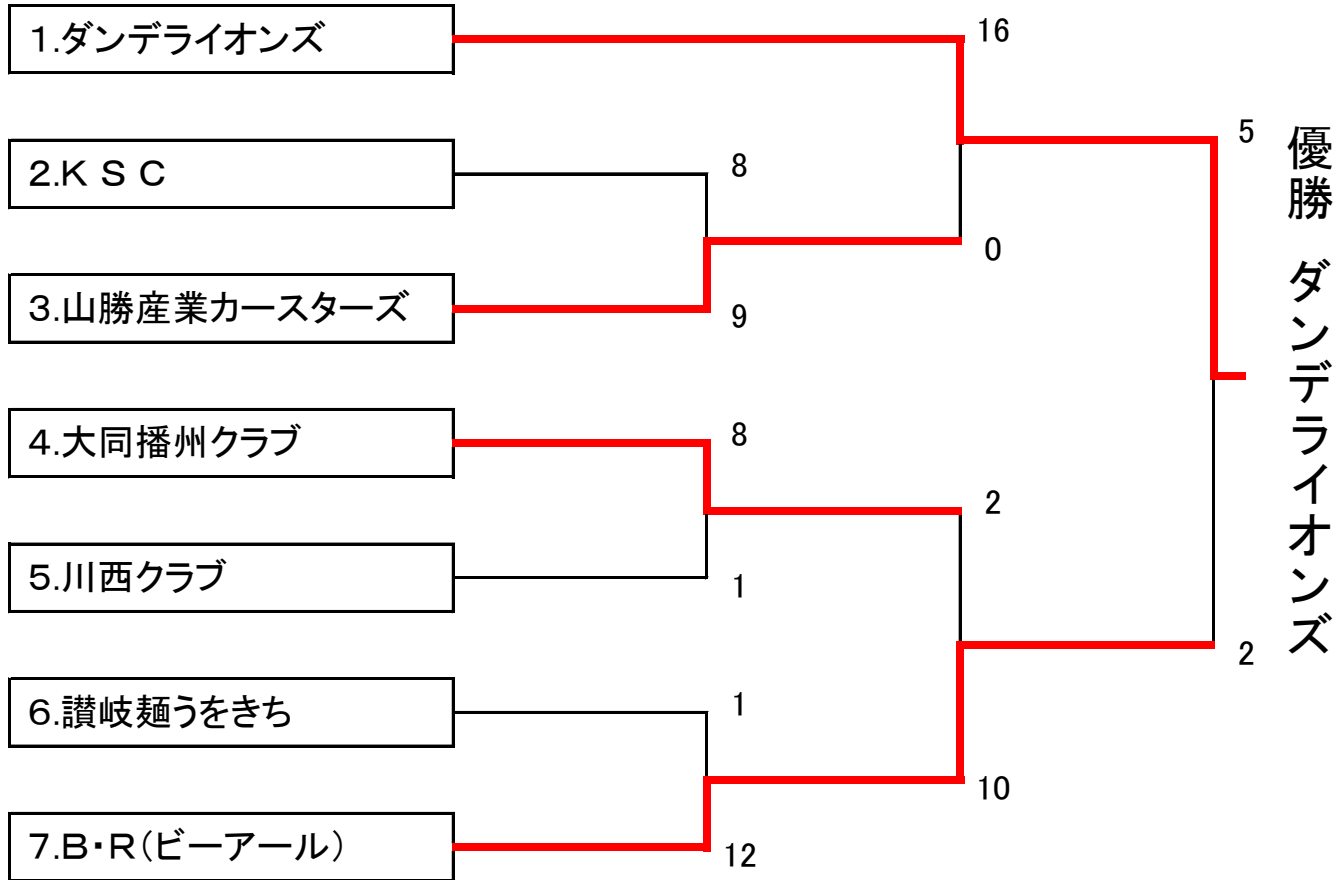 1.ダンデライオンズ
16
5
2.K S C
8
0
3.山勝産業カースターズ
9
4.大同播州クラブ
8
2
5.川西クラブ
1
2
6.讃岐麺うをきち
1
10
7.B・R(ビーアール)
12
優勝 ダンデライオンズ